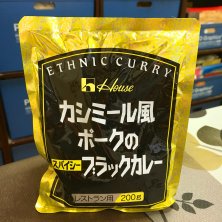 ETHNIC CURRY
House
カシミール風
ポークの
スパイシー ブラックカレー
レストラン用 200g